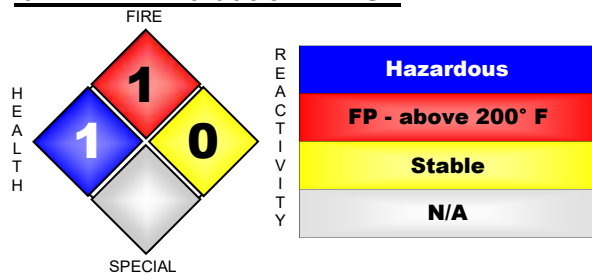 FIRE
HEALTH
1
1
0
REACTIVITY
SPECIAL
Hazardous
FP - above 200° F
Stable
N/A